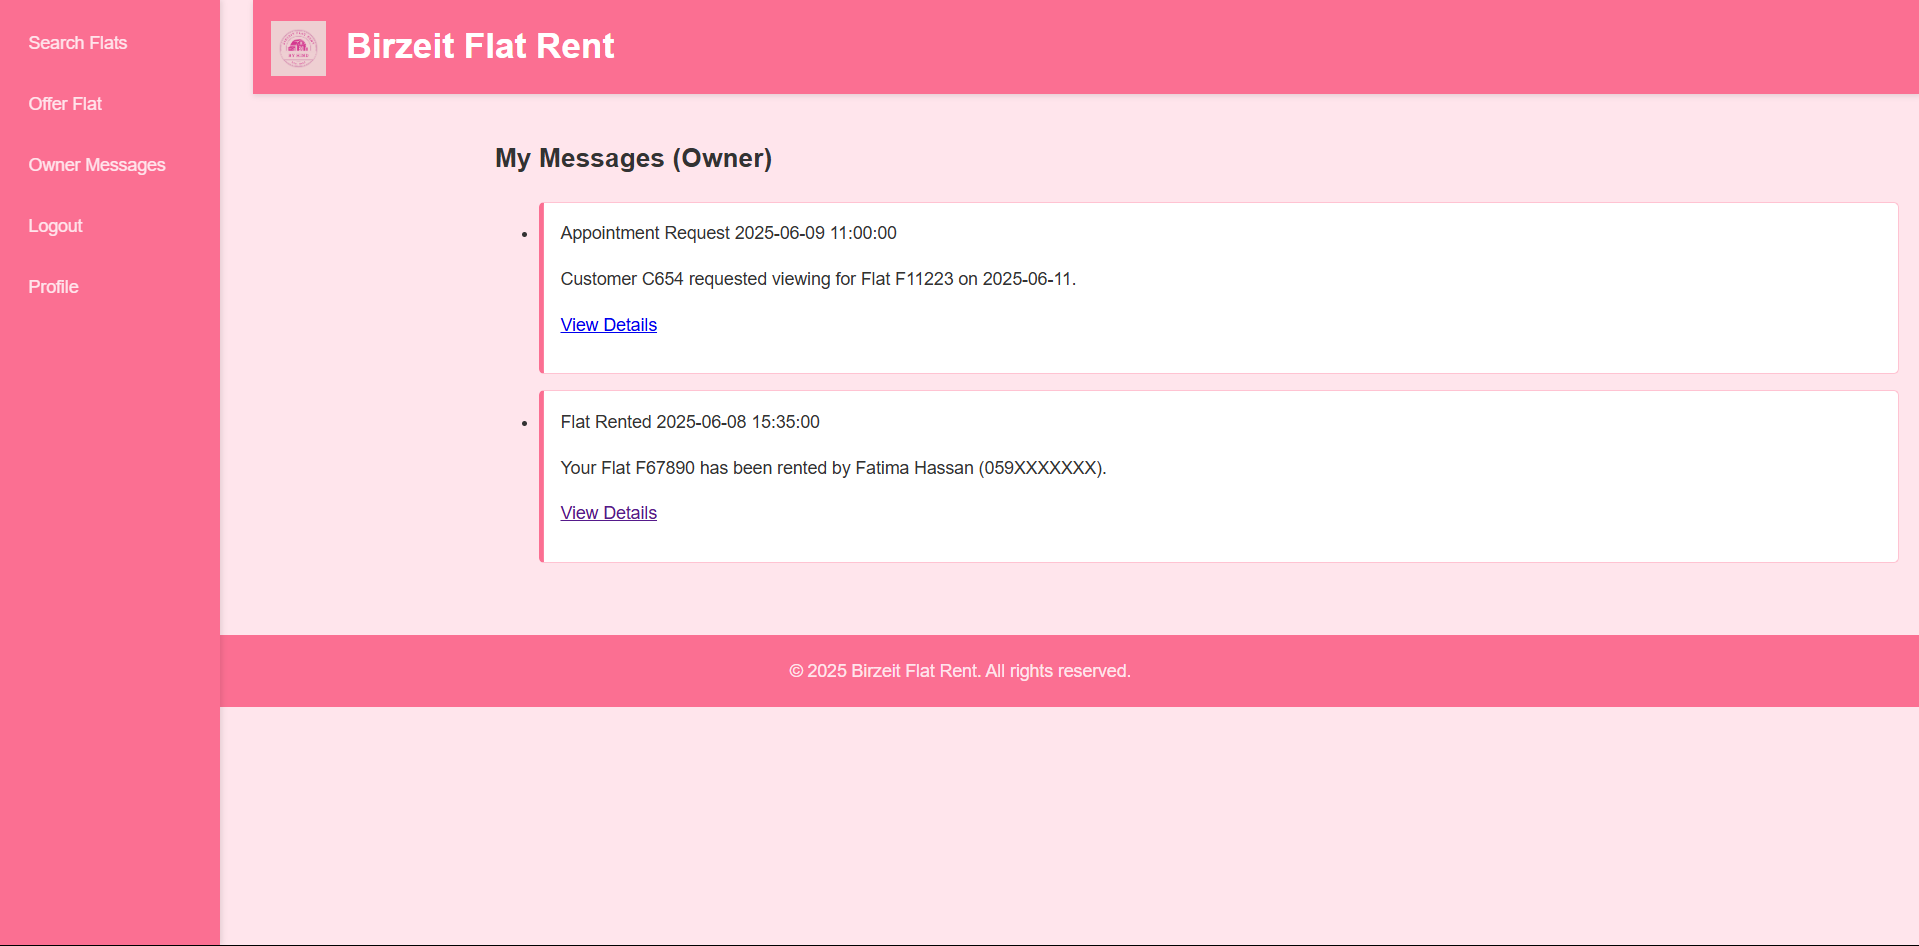 Search Flats
Offer Flat
Owner Messages
Logout
Profile
Birzeit Flat Rent
My Messages (Owner)
Appointment Request 2025-06-09 11:00:00
Customer C654 requested viewing for Flat F11223 on 2025-06-11.
View Details
Flat Rented 2025-06-08 15:35:00
Your Flat F67890 has been rented by Fatima Hassan (059XXXXXXX).
View Details
© 2025 Birzeit Flat Rent. All rights reserved.